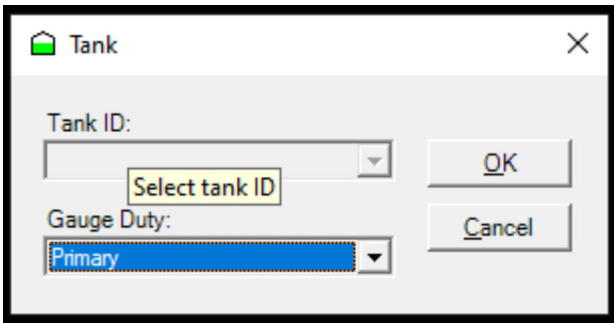 Tank
Tank ID:
Select tank ID
OK
Gauge Duty:
Cancel
Primary